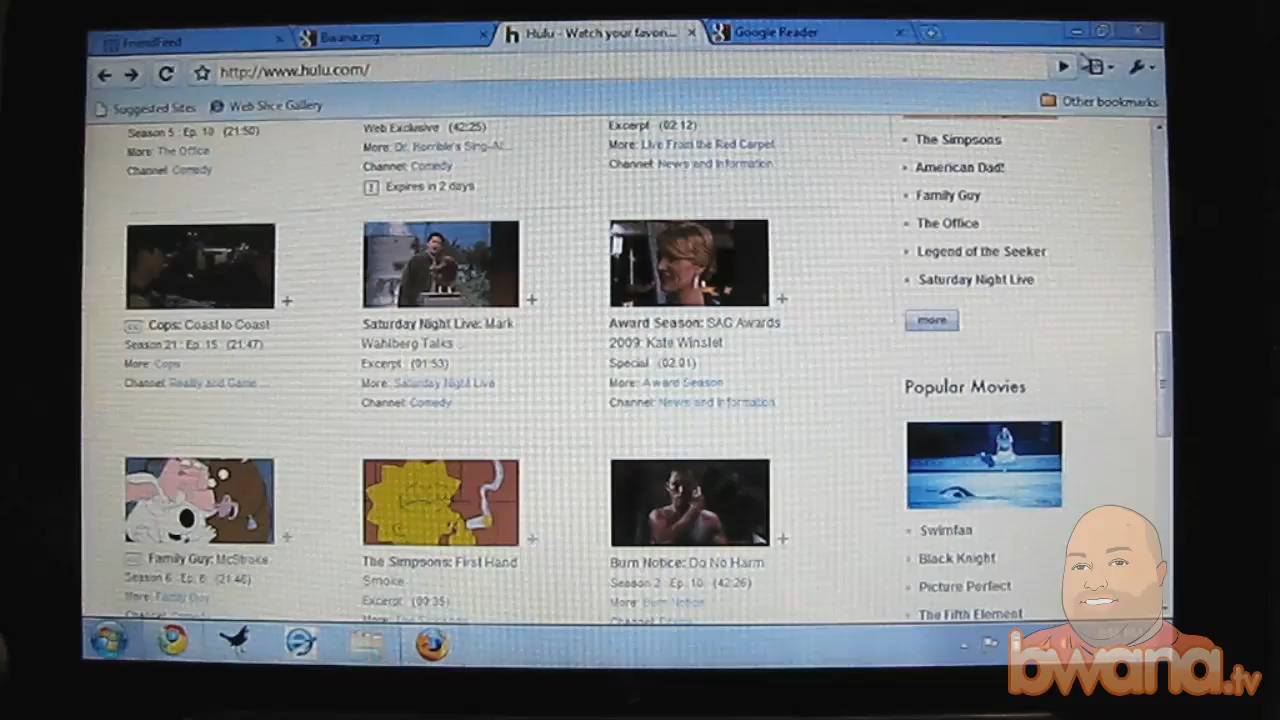 FriendFeed
Bwana.org
Hulu - Watch your favori...
Google Reader
http://www.hulu.com/
Suggested Sites
Web Slice Gallery
Other bookmarks
Season 5 : Ep. 10 (21:50)
More: The Office
Channel: Comedy
Web Exclusive (42:25)
More: Dr. Horrible's Sing-Al...
Channel: Comedy
Expires in 2 days
Excerpt (02:12)
More: Live From the Red Carpet
Channel: News and Information
The Simpsons
American Dad!
Family Guy
The Office
Legend of the Seeker
Saturday Night Live
more
Cops: Coast to Coast
Season 21 : Ep. 15 (21:47)
More: Cops
Channel: Reality and Game ...
Saturday Night Live: Mark
Wahlberg Talks
Excerpt (01:53)
More: Saturday Night Live
Channel: Comedy
Award Season: SAG Awards
2009: Kate Winslet
Special (02:01)
More: Award Season
Channel: News and Information
Popular Movies
Swimfan
Black Knight
Picture Perfect
The Fifth Element
Family Guy: McStroke
Season 6 : Ep. 8 (21:46)
More: Family Guy
The Simpsons: First Hand
Smoke
Excerpt (00:35)
More: The Simpsons
Burn Notice: Do No Harm
Season 2 : Ep. 10 (42:26)
More: Burn Notice
bwana.tv